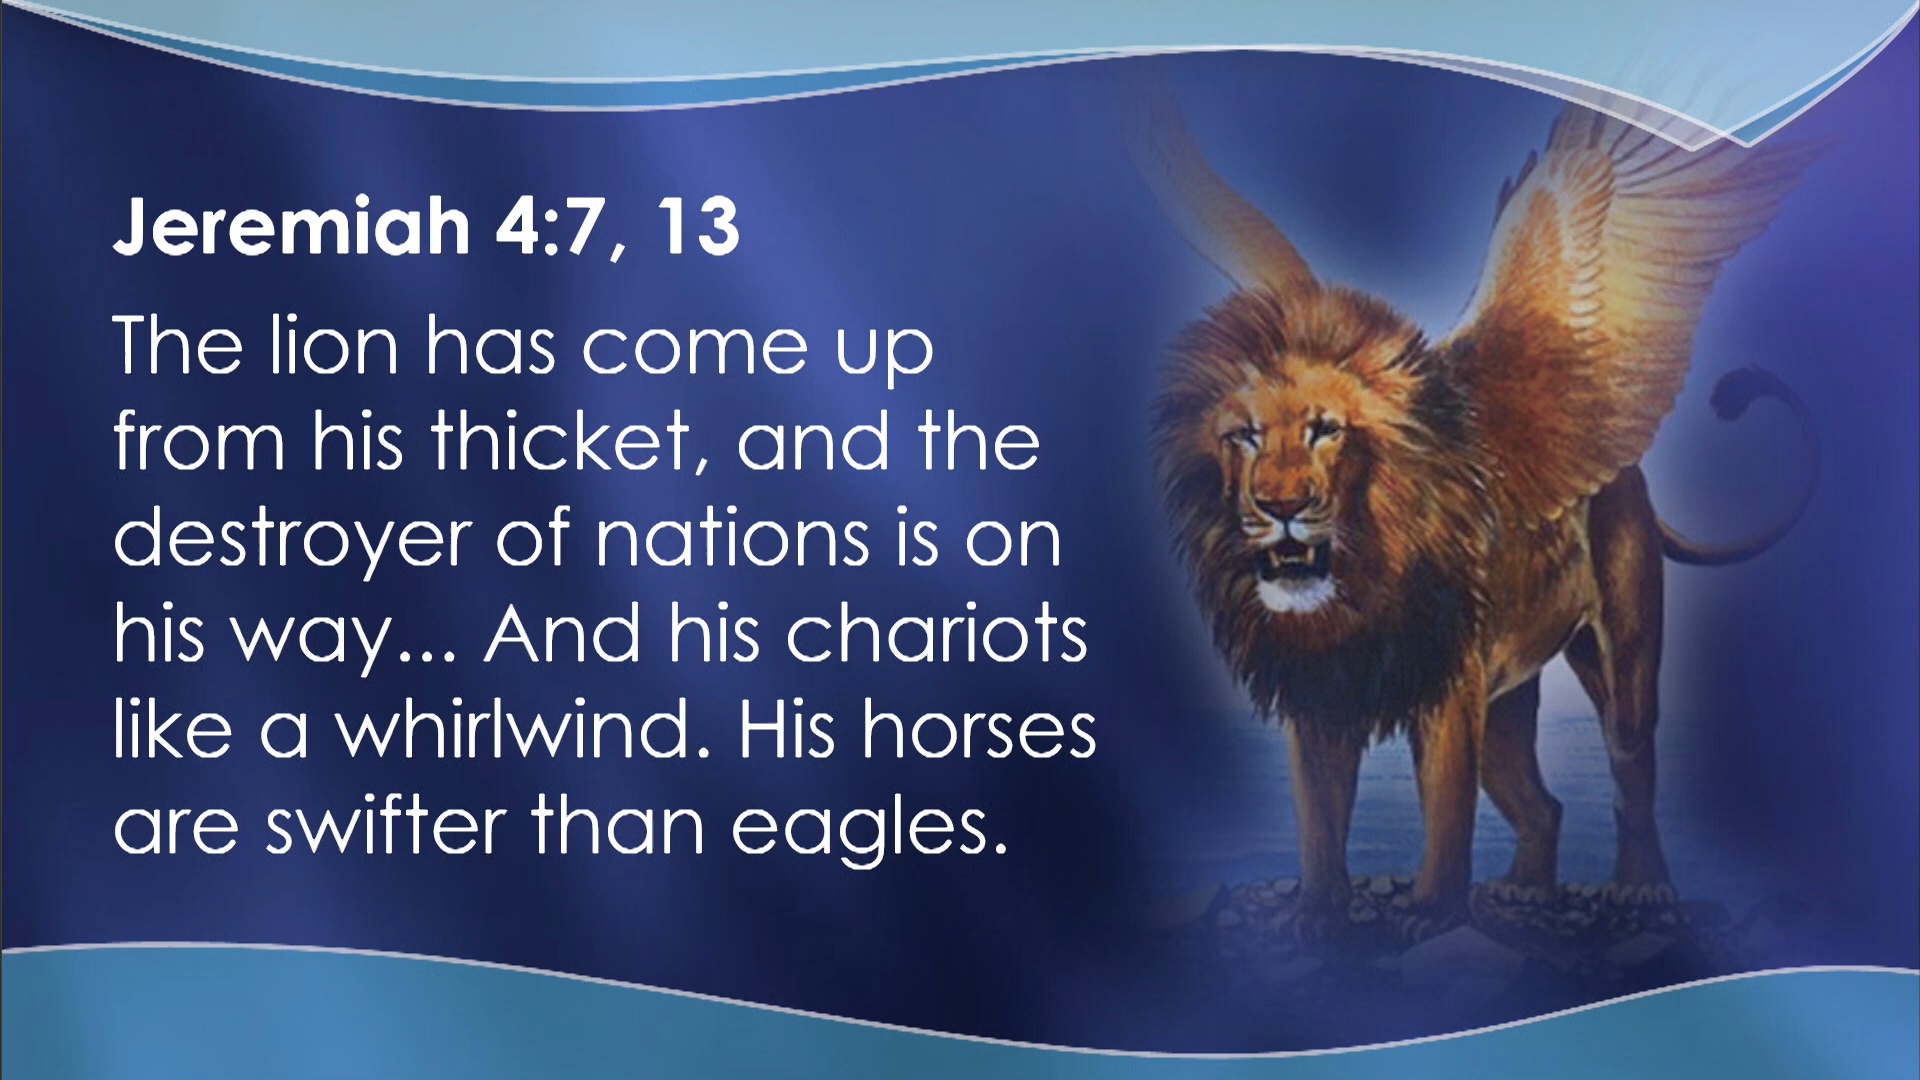 Jeremiah 4:7, 13
The lion has come up
from his thicket, and the
destroyer of nations is on
his way... And his chariots
like a whirlwind. His horses
are swifter than eagles.